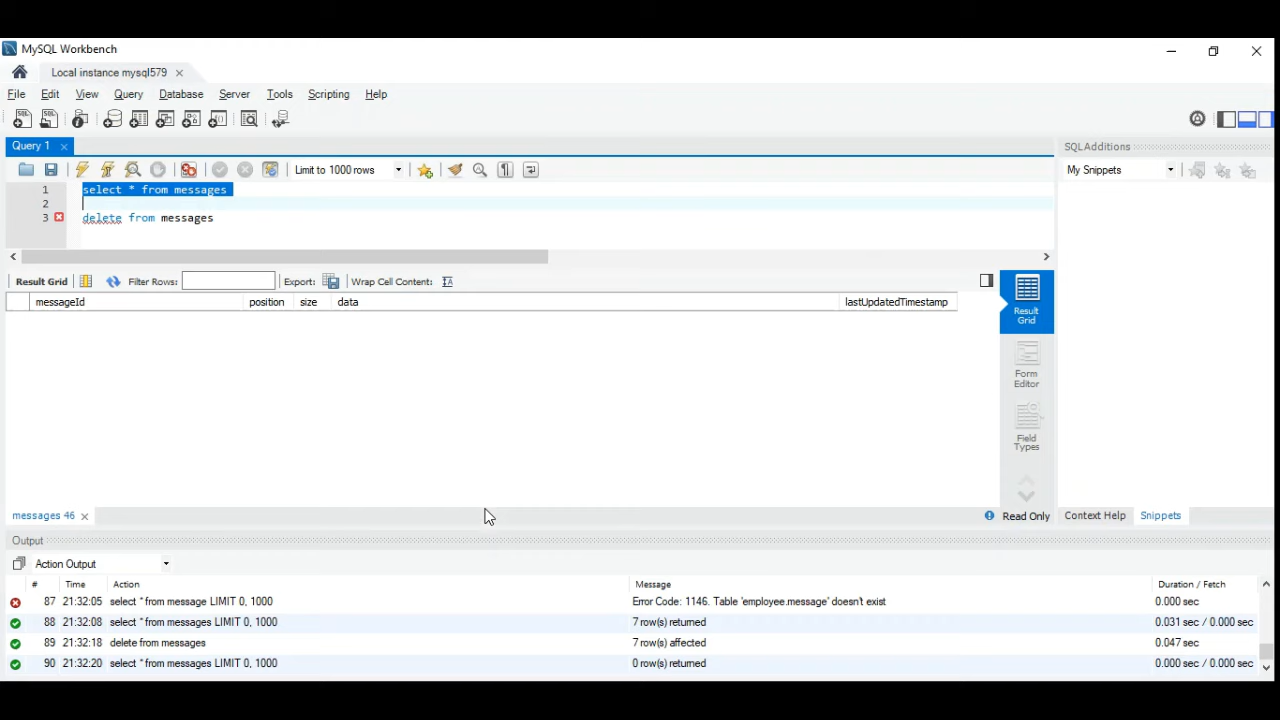 MySQL Workbench
Local instance mysql579
File Edit View Query Database Server Tools Scripting Help
Query 1
SQLAdditions
Limit to 1000 rows
My Snippets
1 select * from messages
2
3 delete from messages
Result Grid Filter Rows: Export: Wrap Cell Content:
messageId position size data lastUpdatedTimestamp
Result Grid
Form Editor
Field Types
messages 46
Read Only
Context Help Snippets
Output
Action Output
# Time Action Message Duration / Fetch
87 21:32:05 select * from message LIMIT 0, 1000 Error Code: 1146. Table 'employee.message' doesn't exist 0.000 sec
88 21:32:08 select * from messages LIMIT 0, 1000 7 row(s) returned 0.031 sec / 0.000 sec
89 21:32:18 delete from messages 7 row(s) affected 0.047 sec
90 21:32:20 select * from messages LIMIT 0, 1000 0 row(s) returned 0.000 sec / 0.000 sec